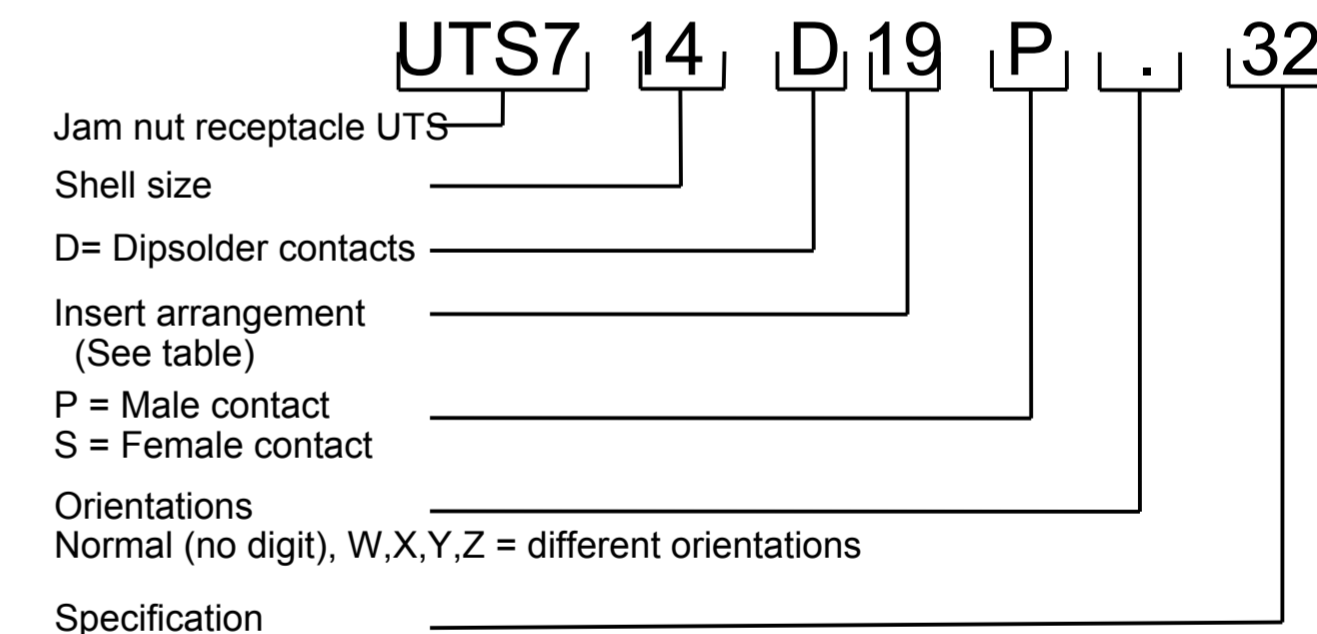 UTS7 14 D 19 P . 32
Jam nut receptacle UTS
Shell size
D= Dipsolder contacts
Insert arrangement
(See table)
P = Male contact
S = Female contact
Orientations
Normal (no digit), W,X,Y,Z = different orientations
Specification